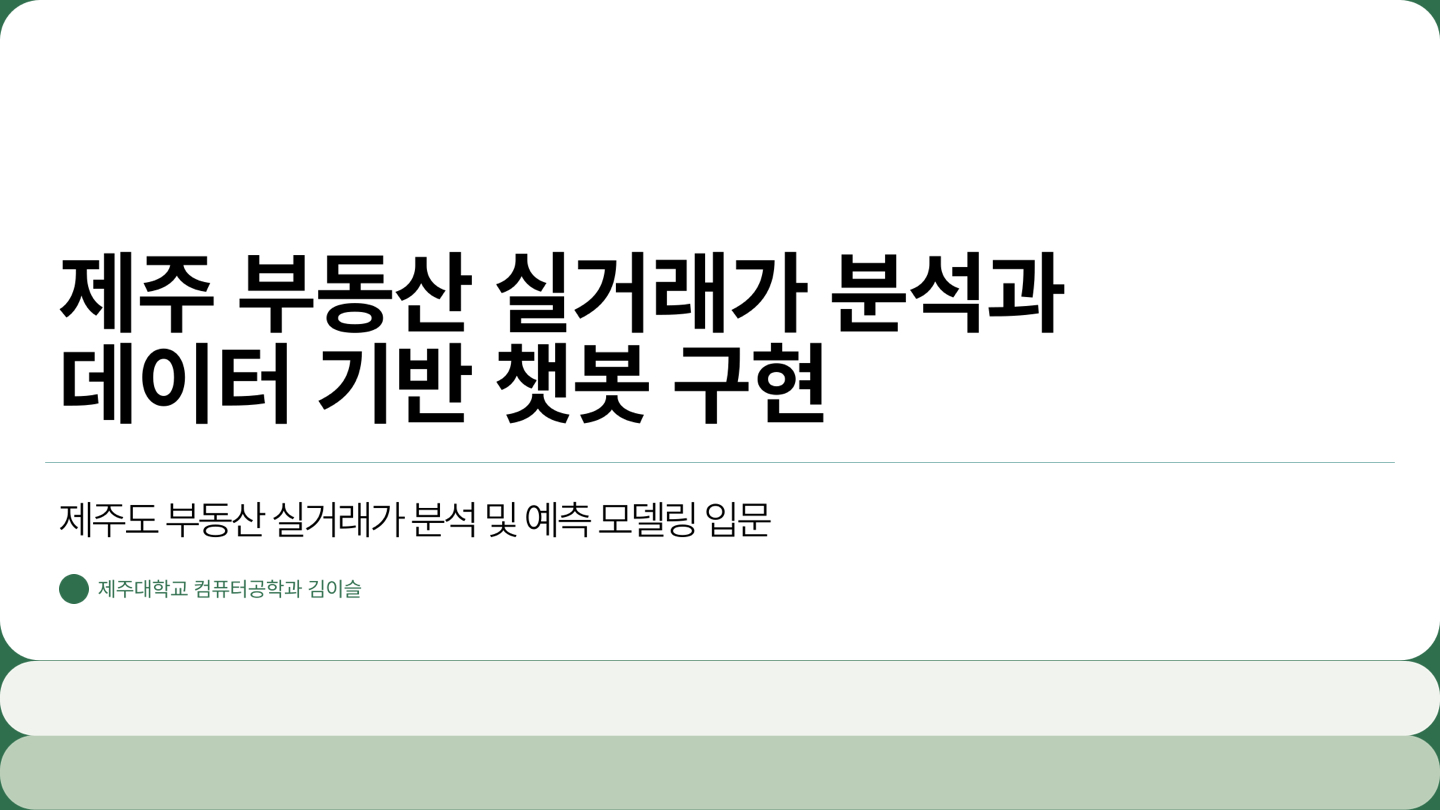 제주 부동산 실거래가 분석과
데이터 기반 챗봇 구현
제주도 부동산 실거래가 분석 및 예측 모델링 입문
제주대학교 컴퓨터공학과 김이슬